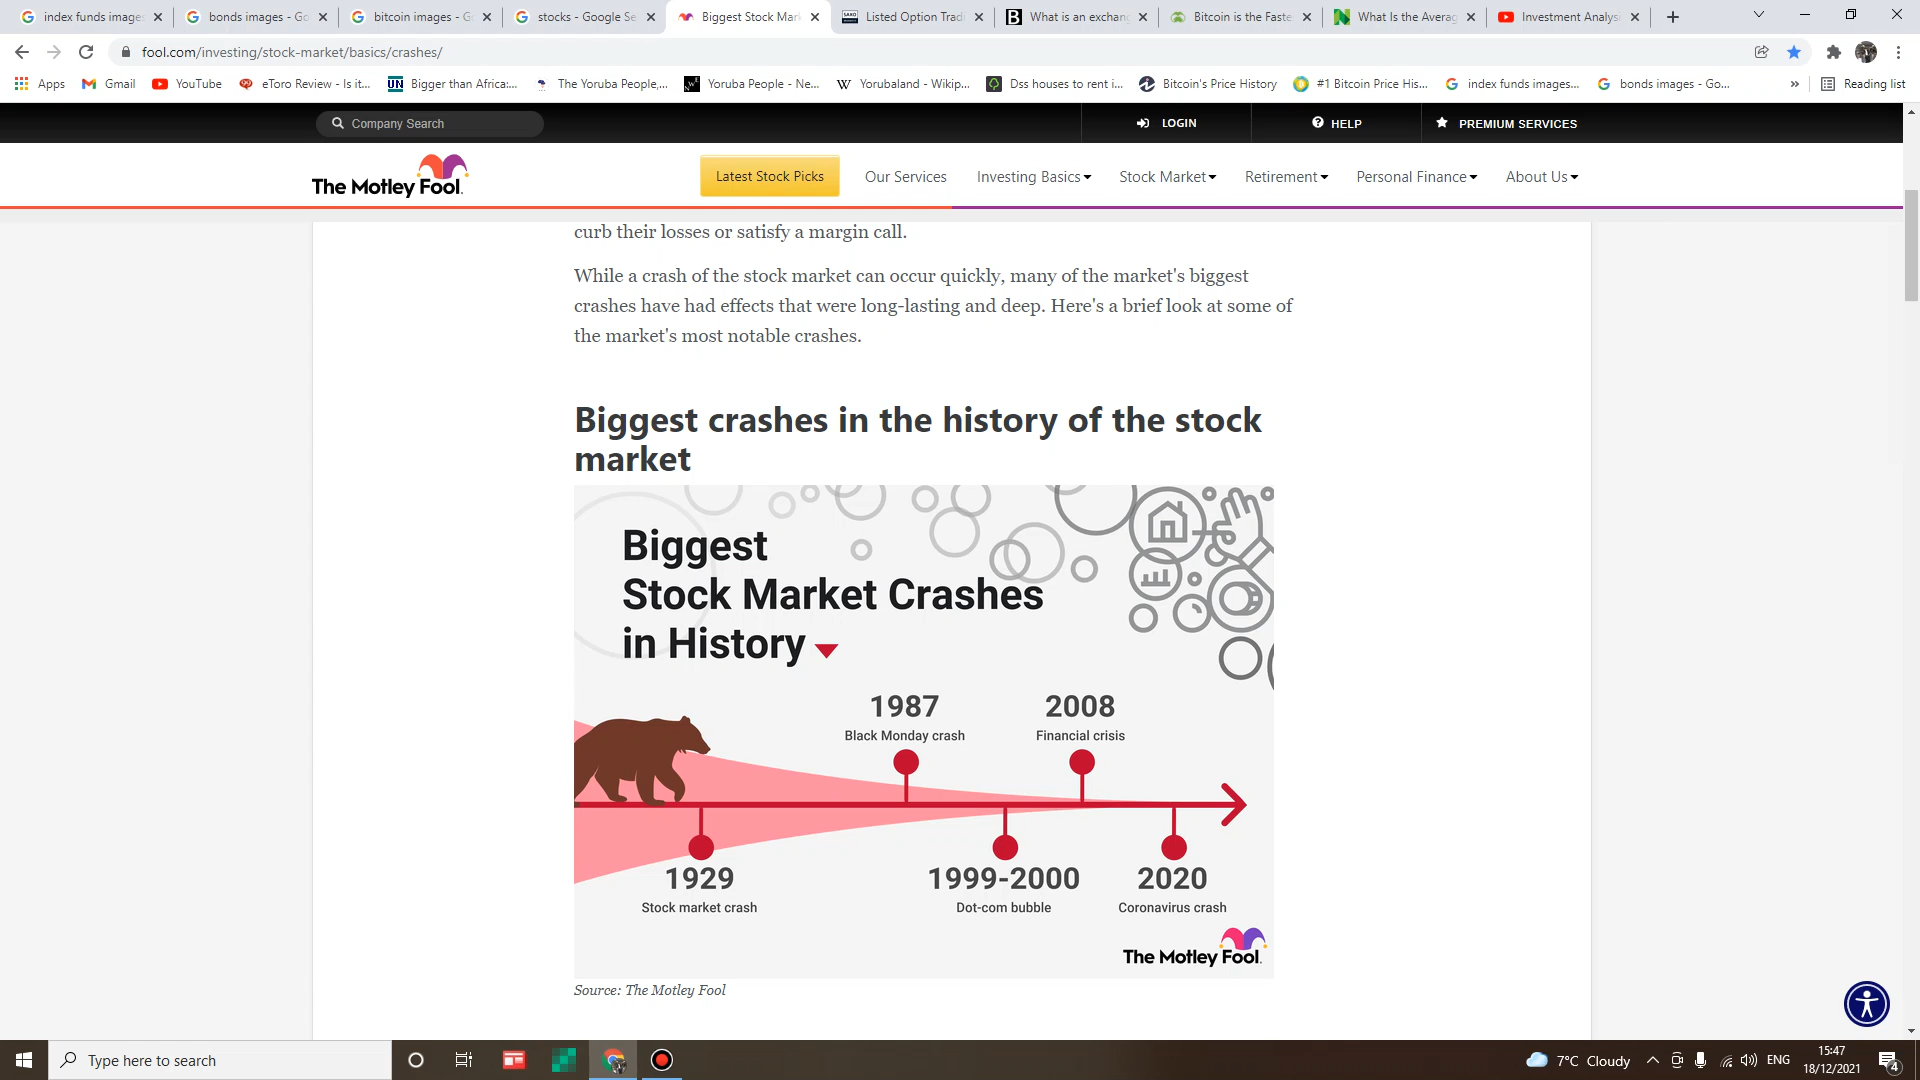 index funds images
bonds images - Go
bitcoin images - G
stocks - Google Se
Biggest Stock Mar
Listed Option Tradi
What is an exchang
Bitcoin is the Faste
What Is the Averag
Investment Analys
fool.com/investing/stock-market/basics/crashes/
Apps
Gmail
YouTube
eToro Review - Is it...
UN
Bigger than Africa:...
The Yoruba People,...
Yoruba People - Ne...
Yorubaland - Wikip...
Dss houses to rent i...
Bitcoin's Price History
#1 Bitcoin Price His...
index funds images...
bonds images - Go...
»
Reading list
Company Search
LOGIN
HELP
PREMIUM SERVICES
The Motley Fool.
Latest Stock Picks
Our Services
Investing Basics
Stock Market
Retirement
Personal Finance
About Us
curb their losses or satisfy a margin call.
While a crash of the stock market can occur quickly, many of the market's biggest
crashes have had effects that were long-lasting and deep. Here's a brief look at some of
the market's most notable crashes.
Biggest crashes in the history of the stock
market
Biggest
Stock Market Crashes
in History
1987
Black Monday crash
2008
Financial crisis
1929
Stock market crash
1999-2000
Dot-com bubble
2020
Coronavirus crash
The Motley Fool.
Source: The Motley Fool
Type here to search
7°C Cloudy
ENG
15:47
18/12/2021
4